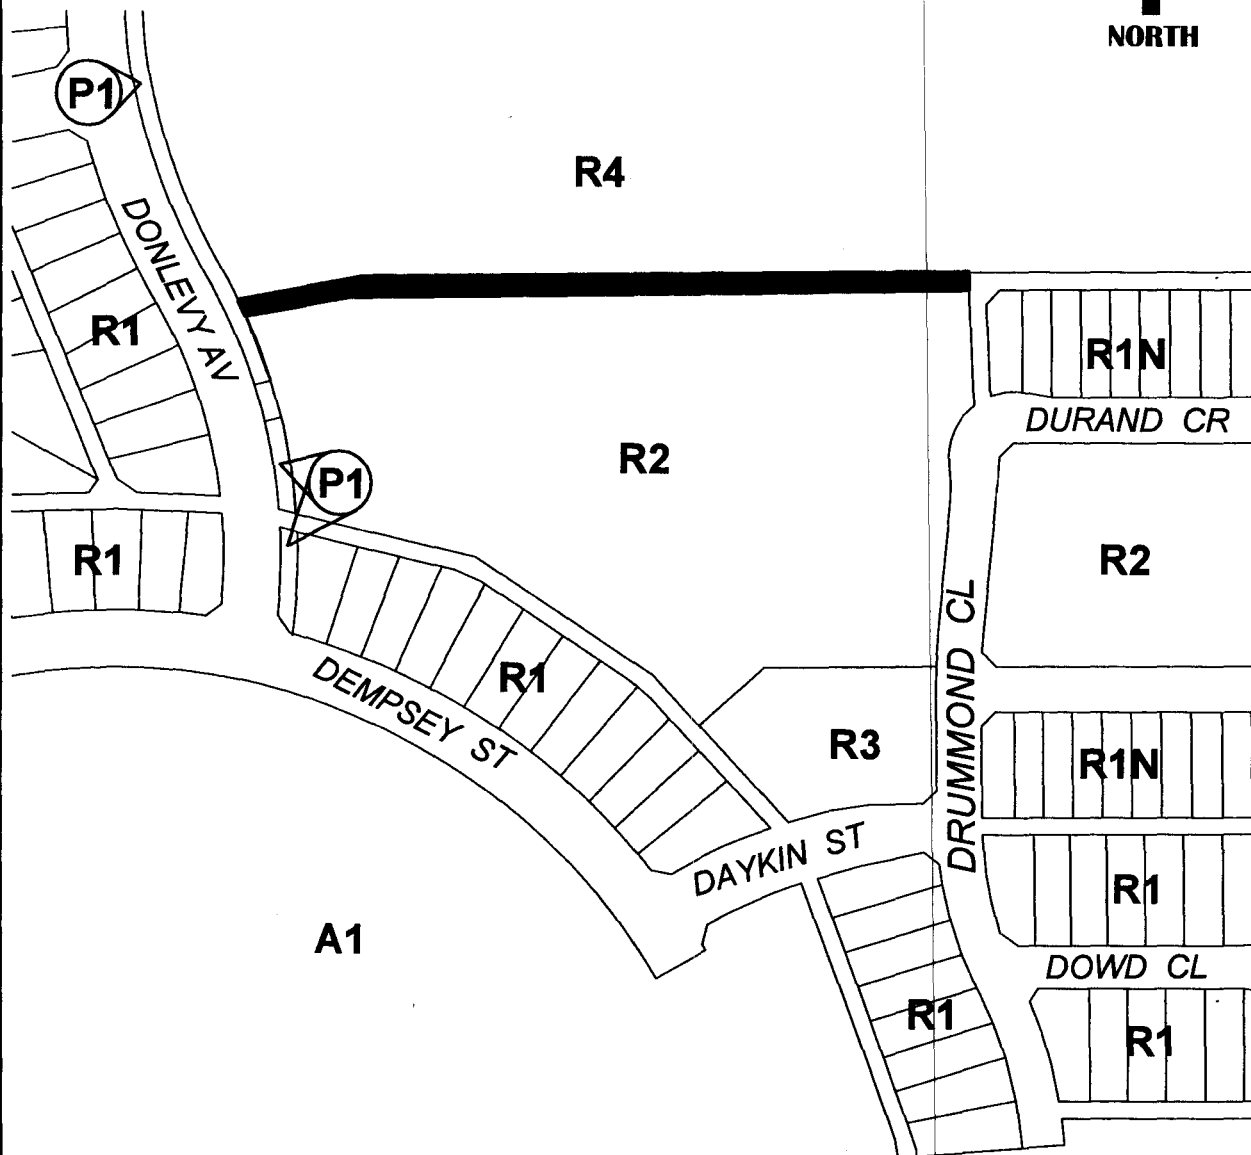 NORTH
P1
R4
DONLEVY AV
R1
R1N
DURAND CR
R2
P1
R1
R2
DRUMMOND CL
R1
DEMPSEY ST
R3
R1N
DAYKIN ST
R1
A1
DOWD CL
R1
R1